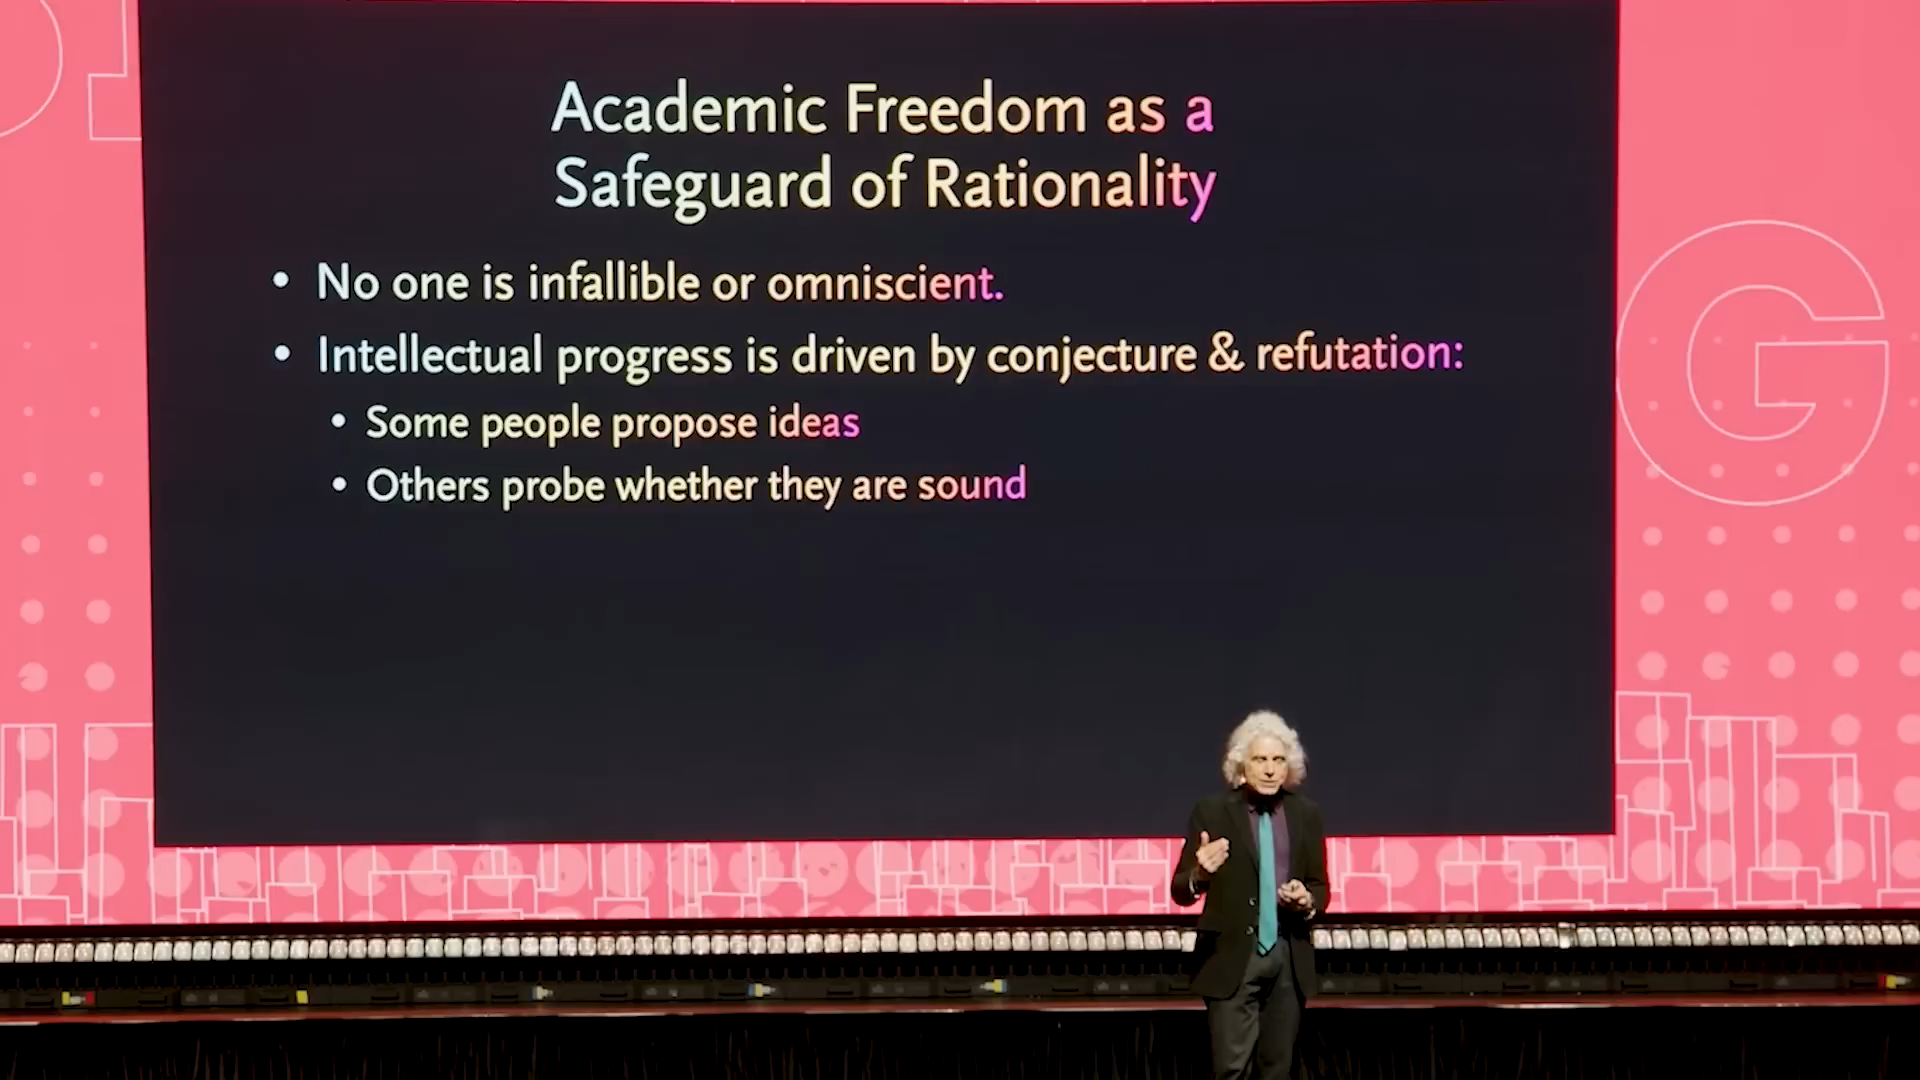 Academic Freedom as a
Safeguard of Rationality
• No one is infallible or omniscient.
• Intellectual progress is driven by conjecture & refutation:
• Some people propose ideas
• Others probe whether they are sound
G